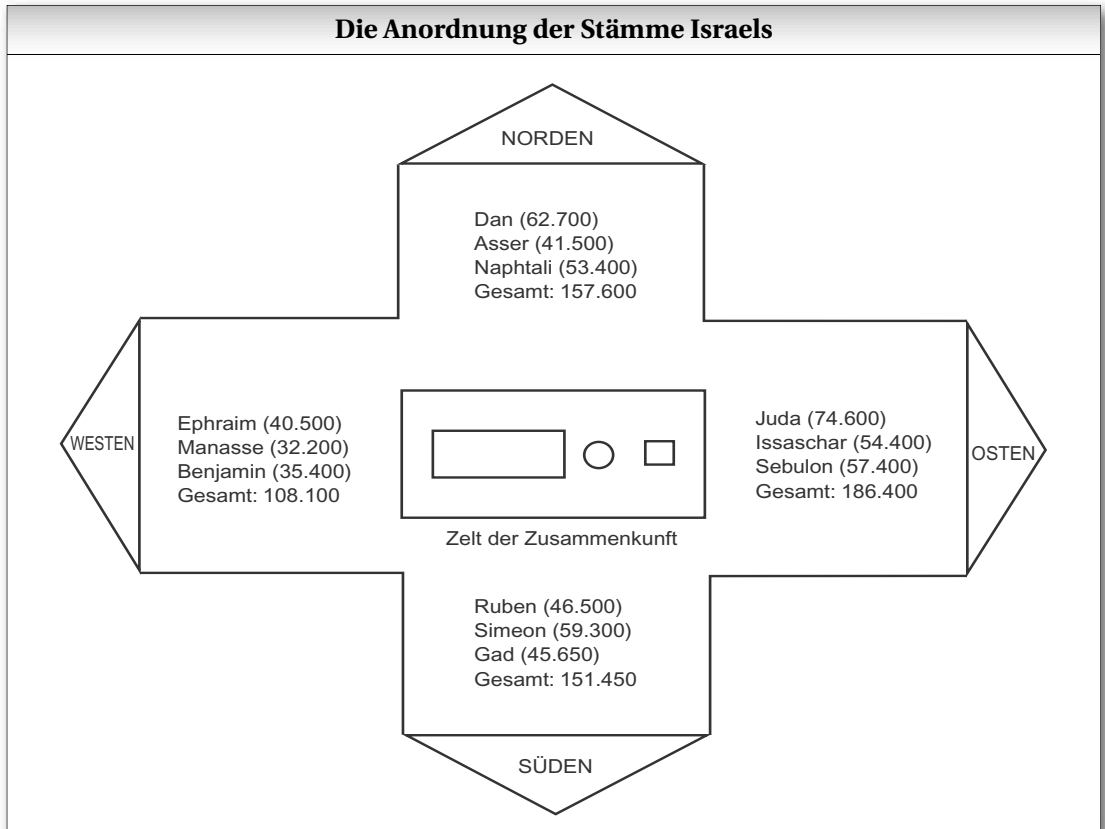 Die Anordnung der Stämme Israels
NORDEN
Dan (62.700)
Asser (41.500)
Naphtali (53.400)
Gesamt: 157.600
WESTEN
Ephraim (40.500)
Manasse (32.200)
Benjamin (35.400)
Gesamt: 108.100
Zelt der Zusammenkunft
Juda (74.600)
Issaschar (54.400)
Sebulon (57.400)
Gesamt: 186.400
OSTEN
Ruben (46.500)
Simeon (59.300)
Gad (45.650)
Gesamt: 151.450
SÜDEN